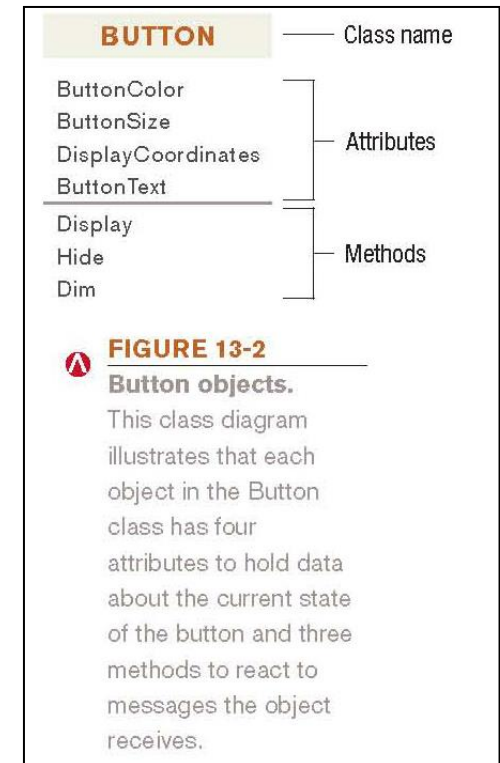 BUTTON
Class name
ButtonColor
ButtonSize
DisplayCoordinates
ButtonText
Attributes
Display
Hide
Dim
Methods
FIGURE 13-2
Button objects.
This class diagram
illustrates that each
object in the Button
class has four
attributes to hold data
about the current state
of the button and three
methods to react to
messages the object
receives.